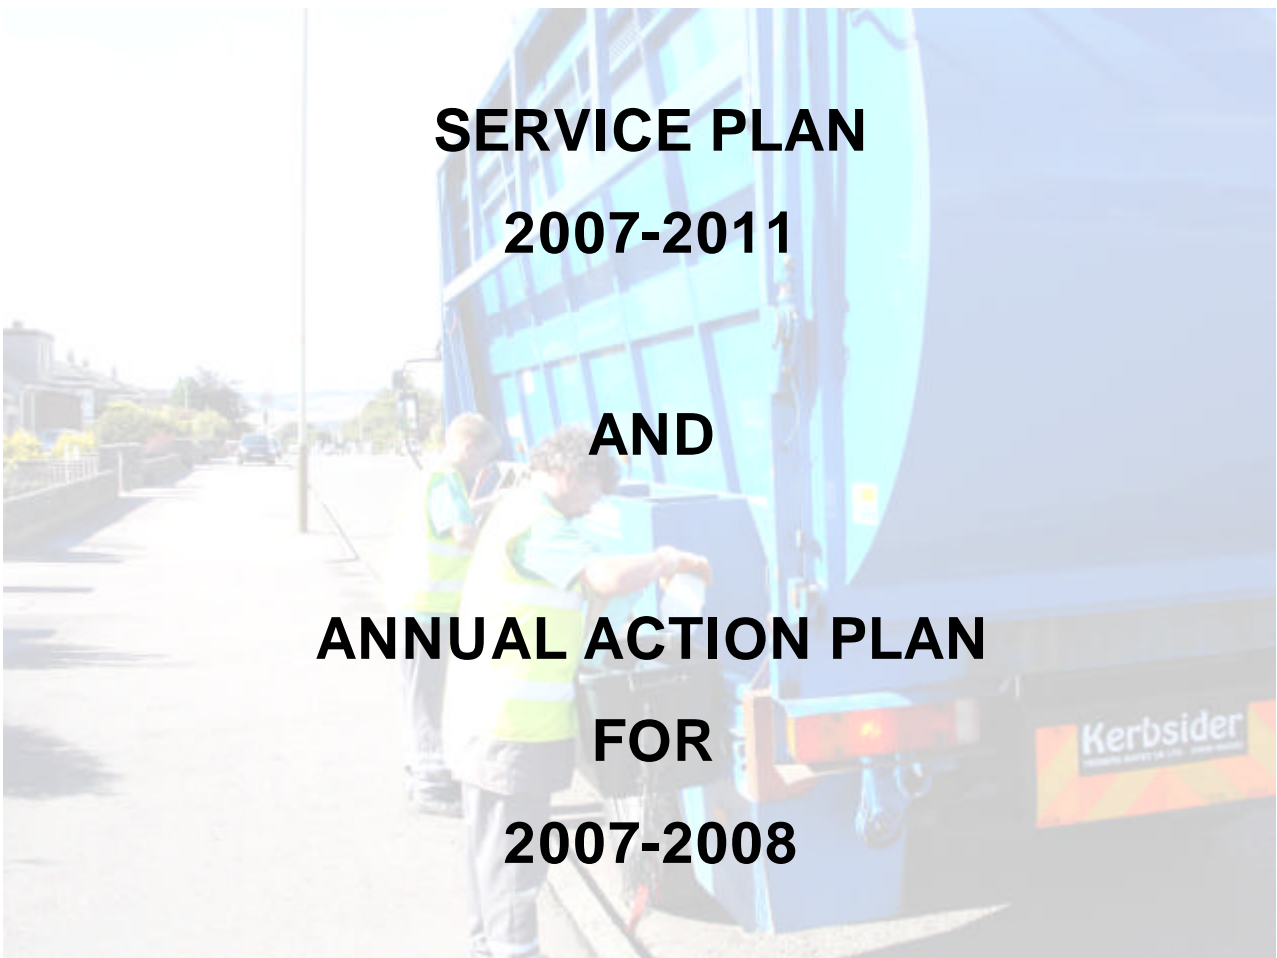 SERVICE PLAN
2007-2011
AND
ANNUAL ACTION PLAN
FOR
2007-2008
Kerbsider